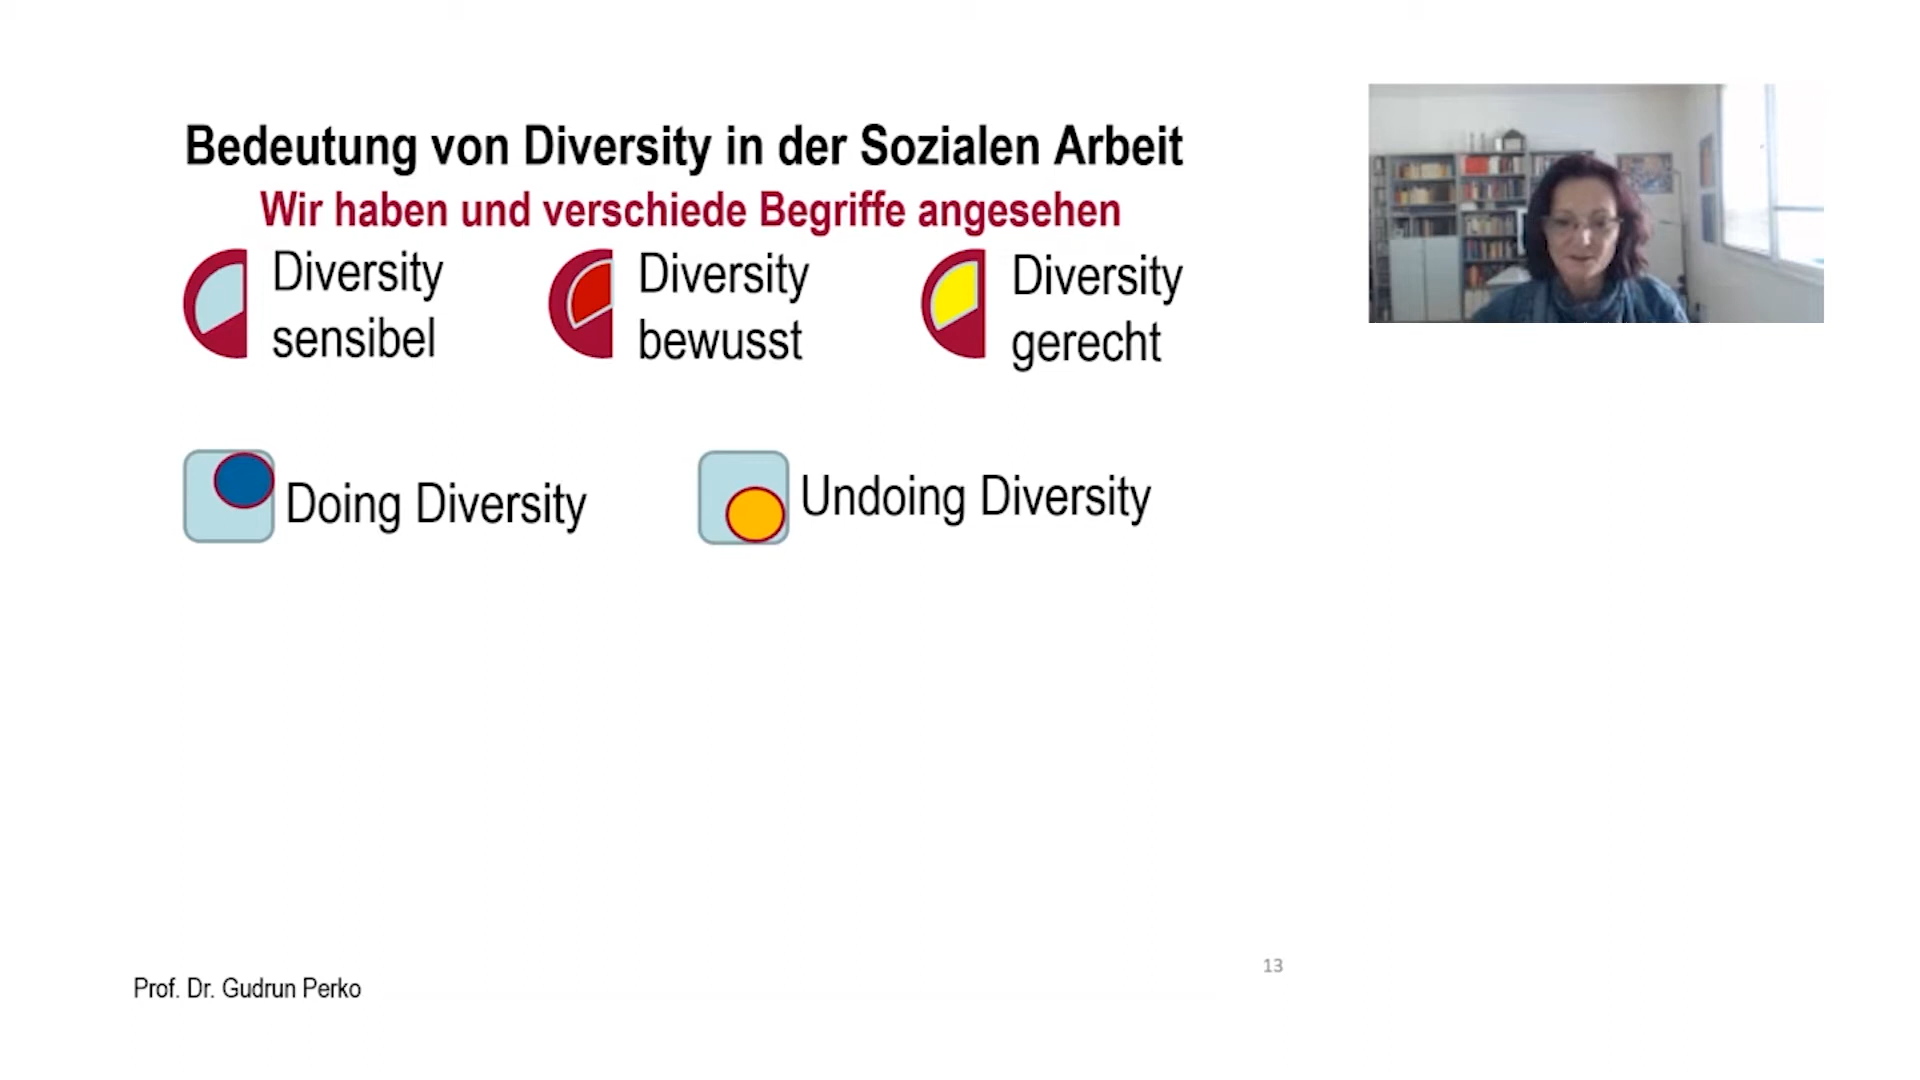 Bedeutung von Diversity in der Sozialen Arbeit
Wir haben und verschiede Begriffe angesehen
Diversity
sensibel
Diversity
bewusst
Diversity
gerecht
Doing Diversity
Undoing Diversity
13
Prof. Dr. Gudrun Perko